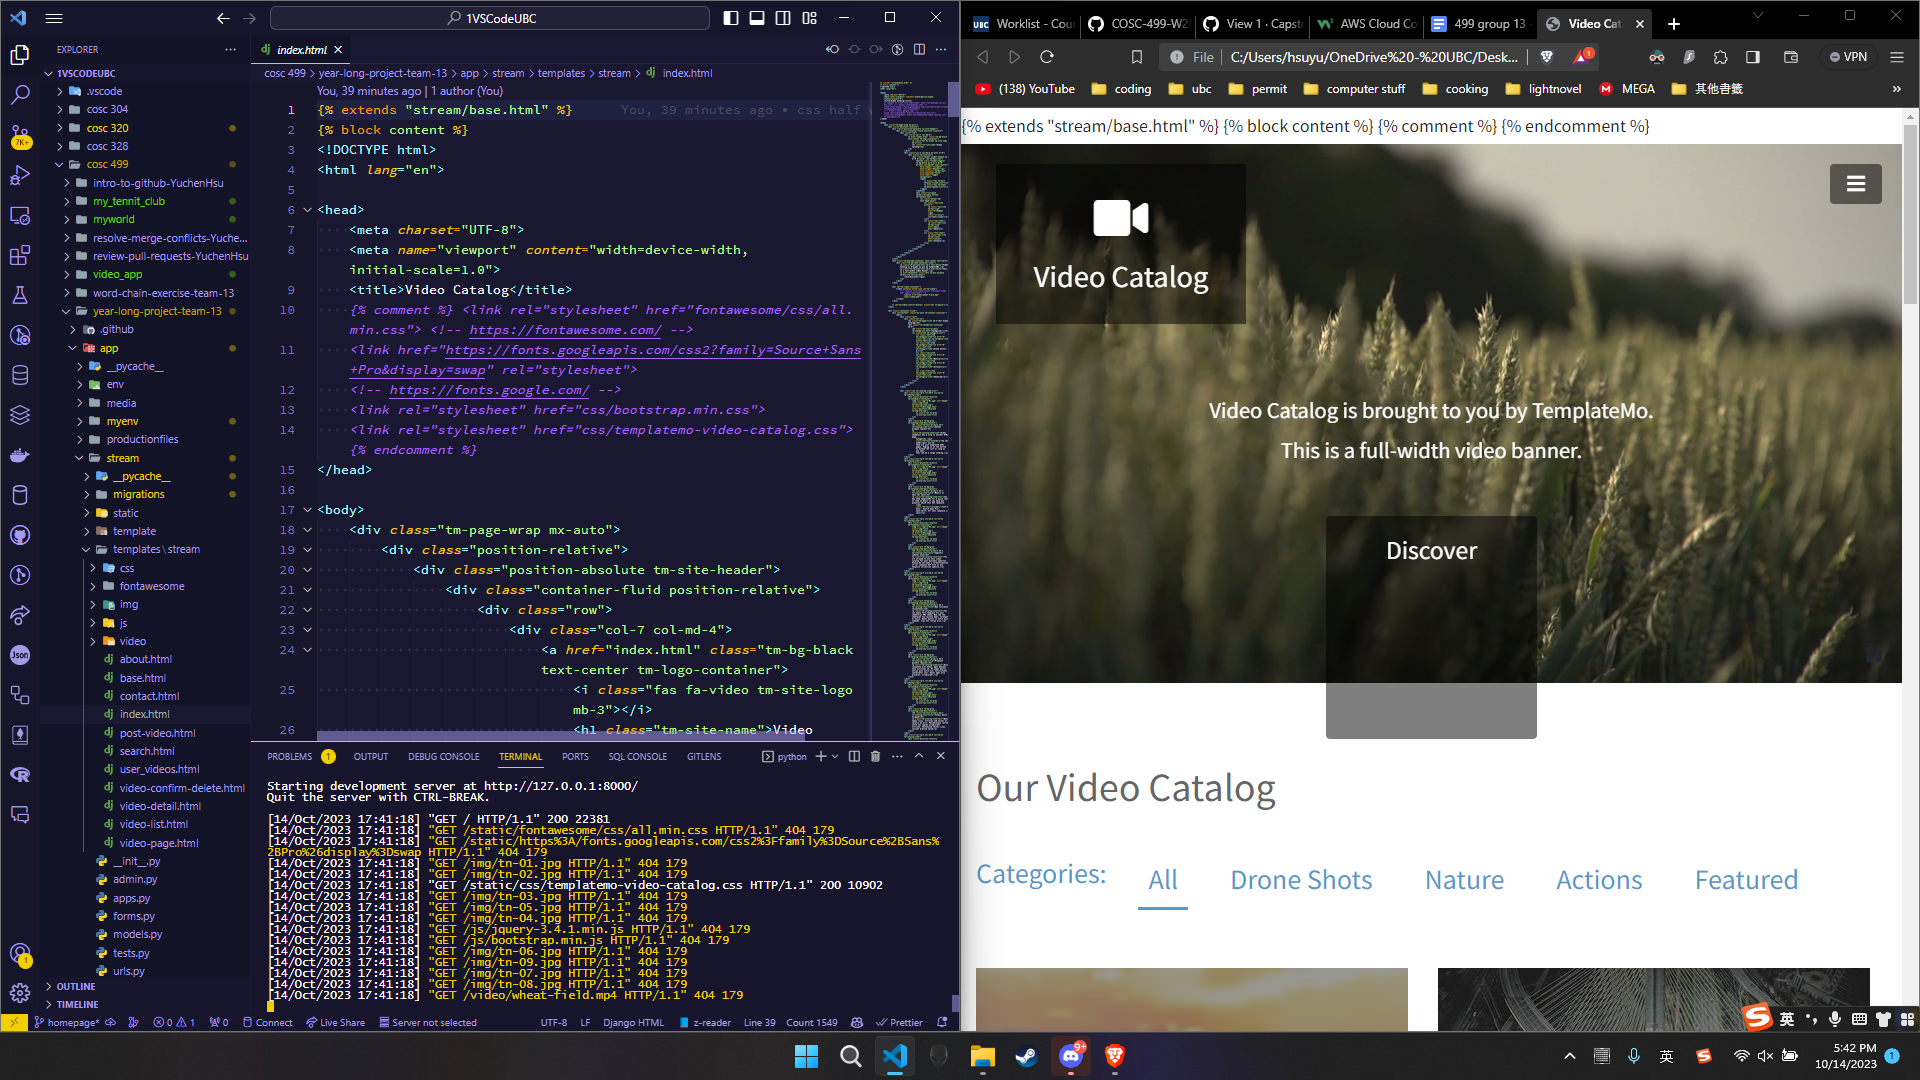 1VSCodeUBC
EXPLORER
1VSCODEUBC
.vscode
cosc 304
cosc 320
cosc 328
cosc 499
intro-to-github-YuchenHsu
my_tennit_club
myworld
resolve-merge-conflicts-Yuche...
review-pull-requests-YuchenHsu
video_app
word-chain-exercise-team-13
year-long-project-team-13
.github
app
__pycache__
env
media
myenv
productionfiles
stream
__pycache__
migrations
static
template
templates\stream
css
fontawesome
img
js
video
about.html
base.html
contact.html
index.html
post-video.html
search.html
user_videos.html
video-confirm-delete.html
video-detail.html
video-list.html
video-page.html
__init__.py
admin.py
apps.py
forms.py
models.py
tests.py
urls.py
OUTLINE
TIMELINE
7K+
Json
1
index.html
cosc 499 > year-long-project-team-13 > app > stream > templates > stream > index.html
You, 39 minutes ago | 1 author (You)
1 {% extends "stream/base.html" %} You, 39 minutes ago • css half w
2 {% block content %}
3 <!DOCTYPE html>
4 <html lang="en">
5
6 <head>
7 <meta charset="UTF-8">
8 <meta name="viewport" content="width=device-width,
initial-scale=1.0">
9 <title>Video Catalog</title>
10 {% comment %} <link rel="stylesheet" href="fontawesome/css/all.
min.css"> <!-- https://fontawesome.com/ -->
11 <link href="https://fonts.googleapis.com/css2?family=Source+Sans
+Pro&display=swap" rel="stylesheet">
12 <!-- https://fonts.google.com/ -->
13 <link rel="stylesheet" href="css/bootstrap.min.css">
14 <link rel="stylesheet" href="css/templatemo-video-catalog.css">
{% endcomment %}
15 </head>
16
17 <body>
18 <div class="tm-page-wrap mx-auto">
19 <div class="position-relative">
20 <div class="position-absolute tm-site-header">
21 <div class="container-fluid position-relative">
22 <div class="row">
23 <div class="col-7 col-md-4">
24 <a href="index.html" class="tm-bg-black
text-center tm-logo-container">
25 <i class="fas fa-video tm-site-logo
mb-3"></i>
26 <h1 class="tm-site-name">Video
PROBLEMS 1 OUTPUT DEBUG CONSOLE TERMINAL PORTS SQL CONSOLE GITLENS python
Starting development server at http://127.0.0.1:8000/
Quit the server with CTRL-BREAK.
[14/Oct/2023 17:41:18] "GET / HTTP/1.1" 200 22381
[14/Oct/2023 17:41:18] "GET /static/fontawesome/css/all.min.css HTTP/1.1" 404 179
[14/Oct/2023 17:41:18] "GET /static/https%3A/fonts.googleapis.com/css2%3Ffamily%3DSource%2BSans%
2BPro%26display%3Dswap HTTP/1.1" 404 179
[14/Oct/2023 17:41:18] "GET /img/tn-01.jpg HTTP/1.1" 404 179
[14/Oct/2023 17:41:18] "GET /img/tn-02.jpg HTTP/1.1" 404 179
[14/Oct/2023 17:41:18] "GET /static/css/templatemo-video-catalog.css HTTP/1.1" 200 10902
[14/Oct/2023 17:41:18] "GET /img/tn-03.jpg HTTP/1.1" 404 179
[14/Oct/2023 17:41:18] "GET /img/tn-05.jpg HTTP/1.1" 404 179
[14/Oct/2023 17:41:18] "GET /img/tn-04.jpg HTTP/1.1" 404 179
[14/Oct/2023 17:41:18] "GET /js/jquery-3.4.1.min.js HTTP/1.1" 404 179
[14/Oct/2023 17:41:18] "GET /js/bootstrap.min.js HTTP/1.1" 404 179
[14/Oct/2023 17:41:18] "GET /img/tn-06.jpg HTTP/1.1" 404 179
[14/Oct/2023 17:41:18] "GET /img/tn-09.jpg HTTP/1.1" 404 179
[14/Oct/2023 17:41:18] "GET /img/tn-07.jpg HTTP/1.1" 404 179
[14/Oct/2023 17:41:18] "GET /img/tn-08.jpg HTTP/1.1" 404 179
[14/Oct/2023 17:41:18] "GET /video/wheat-field.mp4 HTTP/1.1" 404 179
homepage* 0 1 0 Connect Live Share Server not selected UTF-8 LF Django HTML z-reader Line 39 Count 1549 Prettier
UBC Worklist - Cou COSC-499-W2 View 1 · Capst AWS Cloud Co 499 group 13 Video Cat
File C:/Users/hsuyu/OneDrive%20-%20UBC/Desk... 1 VPN
(138) YouTube coding ubc permit computer stuff cooking lightnovel MEGA 其他書籤
{% extends "stream/base.html" %} {% block content %} {% comment %} {% endcomment %}
Video Catalog
Video Catalog is brought to you by TemplateMo.
This is a full-width video banner.
Discover
Our Video Catalog
Categories: All Drone Shots Nature Actions Featured
S 英
9+
英 S
5:42 PM
10/14/2023
1